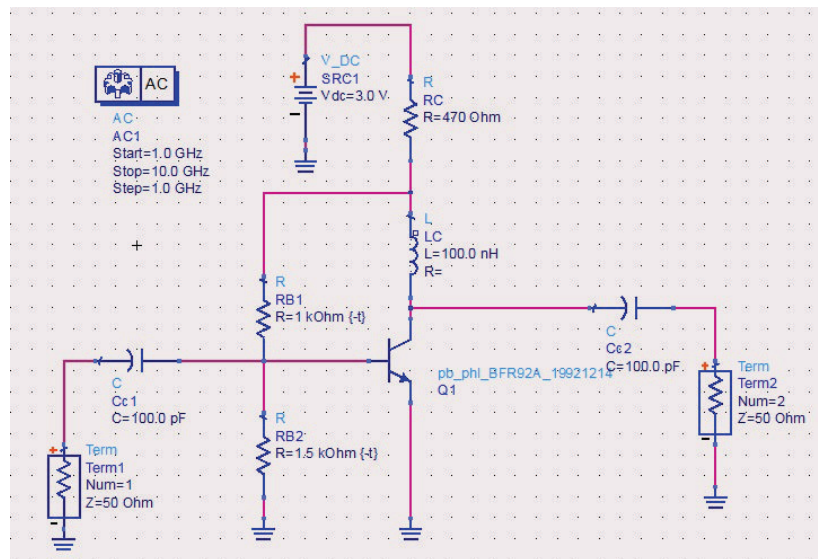 AC
AC
AC1
Start=1.0 GHz
Stop=10.0 GHz
Step=1.0 GHz
V_DC
SRC1
Vdc=3.0 V
R
RC
R=470 Ohm
L
LC
L=100.0 nH
R=
R
RB1
R=1 kOhm {-t}
C
Cc1
C=100.0 pF
R
RB2
R=1.5 kOhm {-t}
pb_phl_BFR92A_19921214
Q1
C
Cc2
C=100.0 pF
Term
Term1
Num=1
Z=50 Ohm
Term
Term2
Num=2
Z=50 Ohm